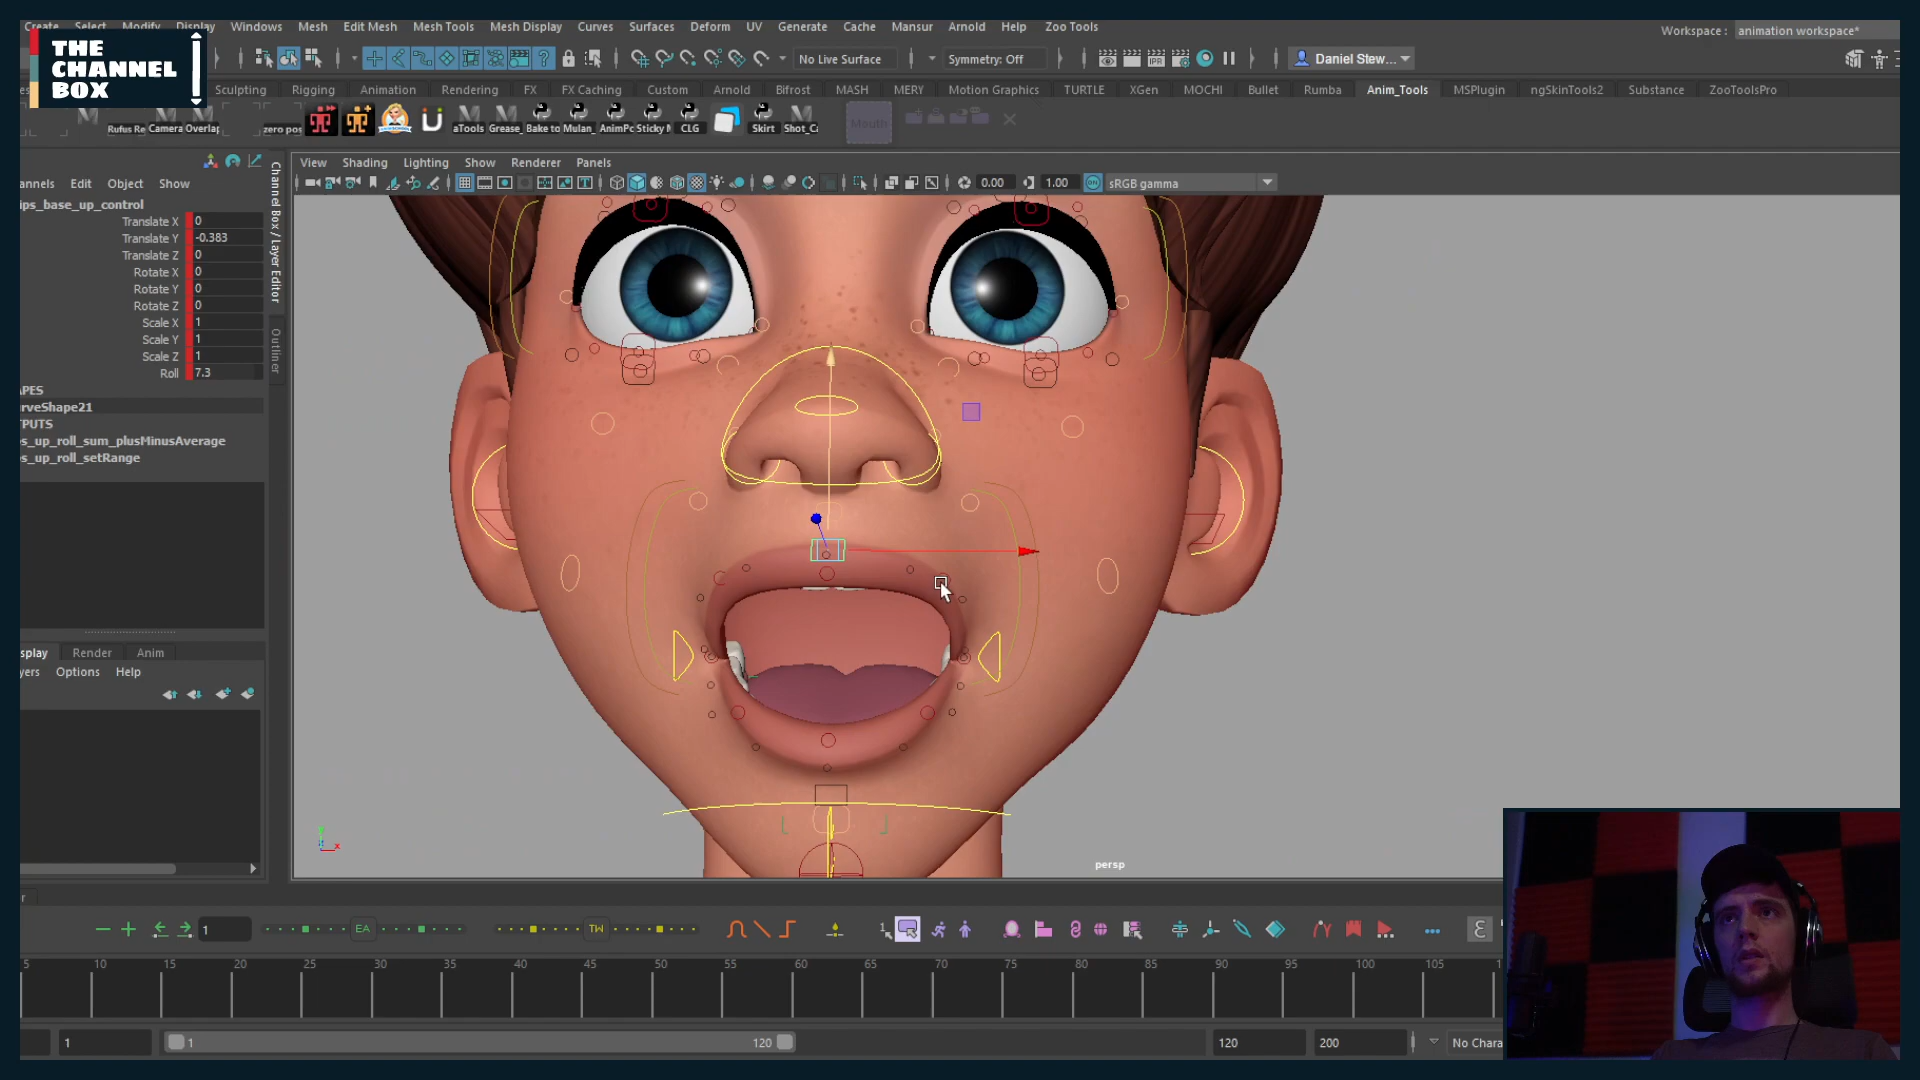 Create Select Modify Display Windows Mesh Edit Mesh Mesh Tools Mesh Display Curves Surfaces Deform UV Generate Cache Mansur Arnold Help Zoo Tools
Workspace : animation workspace*
THE
CHANNEL
BOX
No Live Surface
Symmetry: Off
Daniel Stew...
Sculpting Rigging Animation Rendering FX FX Caching Custom Arnold Bifrost MASH MERY Motion Graphics TURTLE XGen MOCHI Bullet Rumba Anim_Tools MSPlugin ngSkinTools2 Substance ZooToolsPro
Rufus Re Camera Overlap zero pos aTools Grease_ Bake to Mulan_ AnimPo Sticky M CLG Skirt Shot_Ca Mouth
View Shading Lighting Show Renderer Panels
0.00 1.00 sRGB gamma
annels Edit Object Show
ips_base_up_control
Translate X 0
Translate Y -0.383
Translate Z 0
Rotate X 0
Rotate Y 0
Rotate Z 0
Scale X 1
Scale Y 1
Scale Z 1
Roll 7.3
APES
rveShape21
TPUTS
s_up_roll_sum_plusMinusAverage
s_up_roll_setRange
Channel Box / Layer Editor
Outliner
splay Render Anim
yers Options Help
persp
1 EA TW
5 10 15 20 25 30 35 40 45 50 55 60 65 70 75 80 85 90 95 100 105
1 1 120 120 200 No Chara